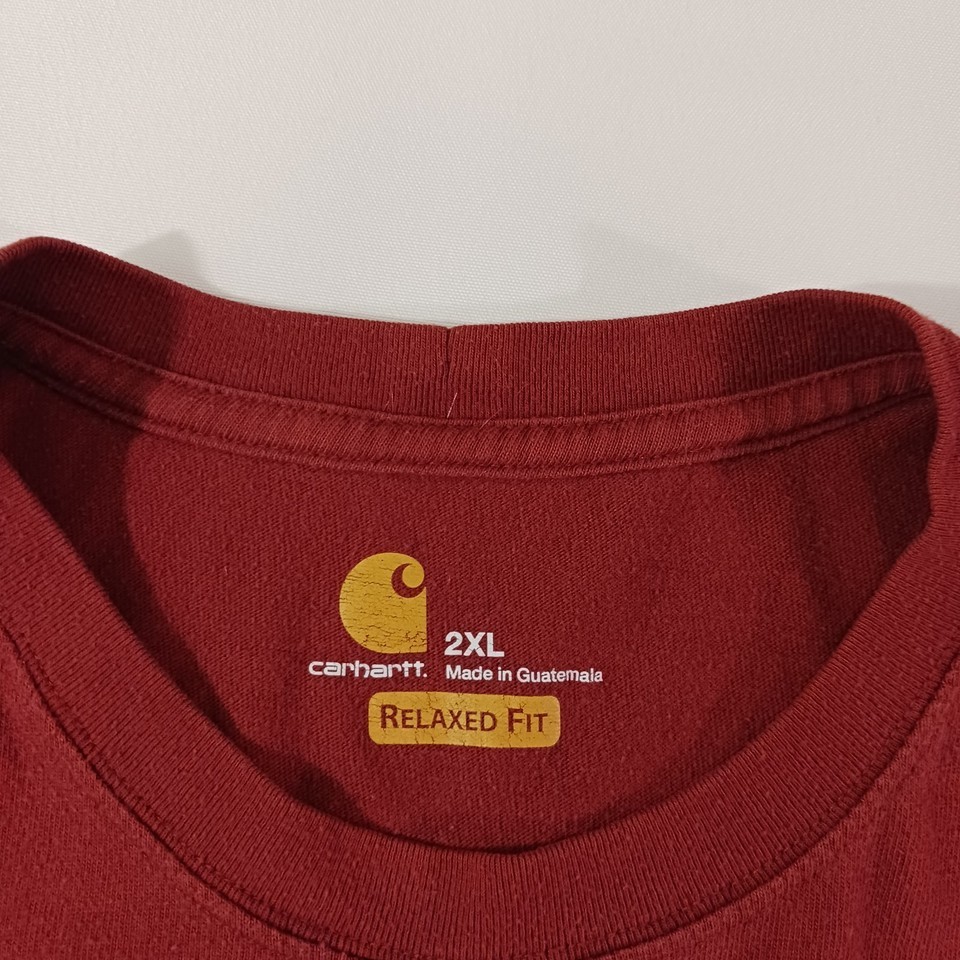 2XL
carhartt. Made in Guatemala
RELAXED FIT